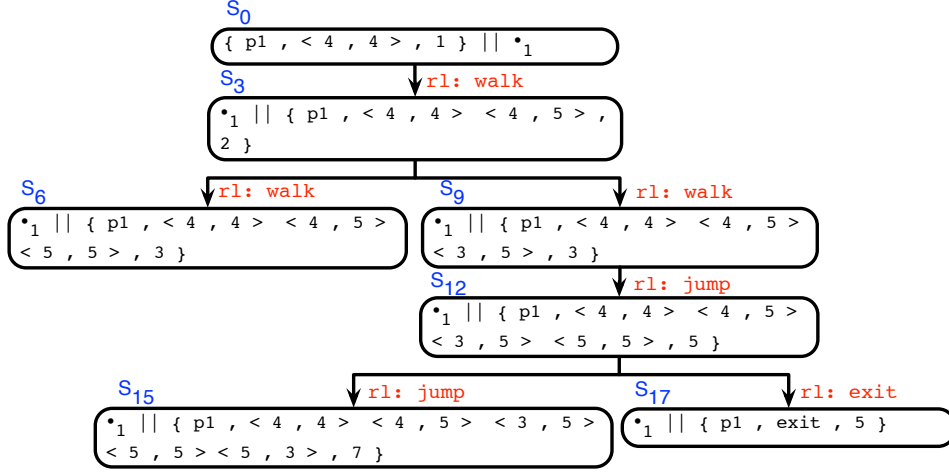 S0
{ p1 , < 4 , 4 > , 1 } || •1
rl: walk
S3
•1 || { p1 , < 4 , 4 > < 4 , 5 > ,
2 }
S6
rl: walk
•1 || { p1 , < 4 , 4 > < 4 , 5 >
< 5 , 5 > , 3 }
S9
rl: walk
•1 || { p1 , < 4 , 4 > < 4 , 5 >
< 3 , 5 > , 3 }
rl: jump
S12
•1 || { p1 , < 4 , 4 > < 4 , 5 >
< 3 , 5 > < 5 , 5 > , 5 }
S15
rl: jump
•1 || { p1 , < 4 , 4 > < 4 , 5 > < 3 , 5 >
< 5 , 5 > < 5 , 3 > , 7 }
S17
rl: exit
•1 || { p1 , exit , 5 }